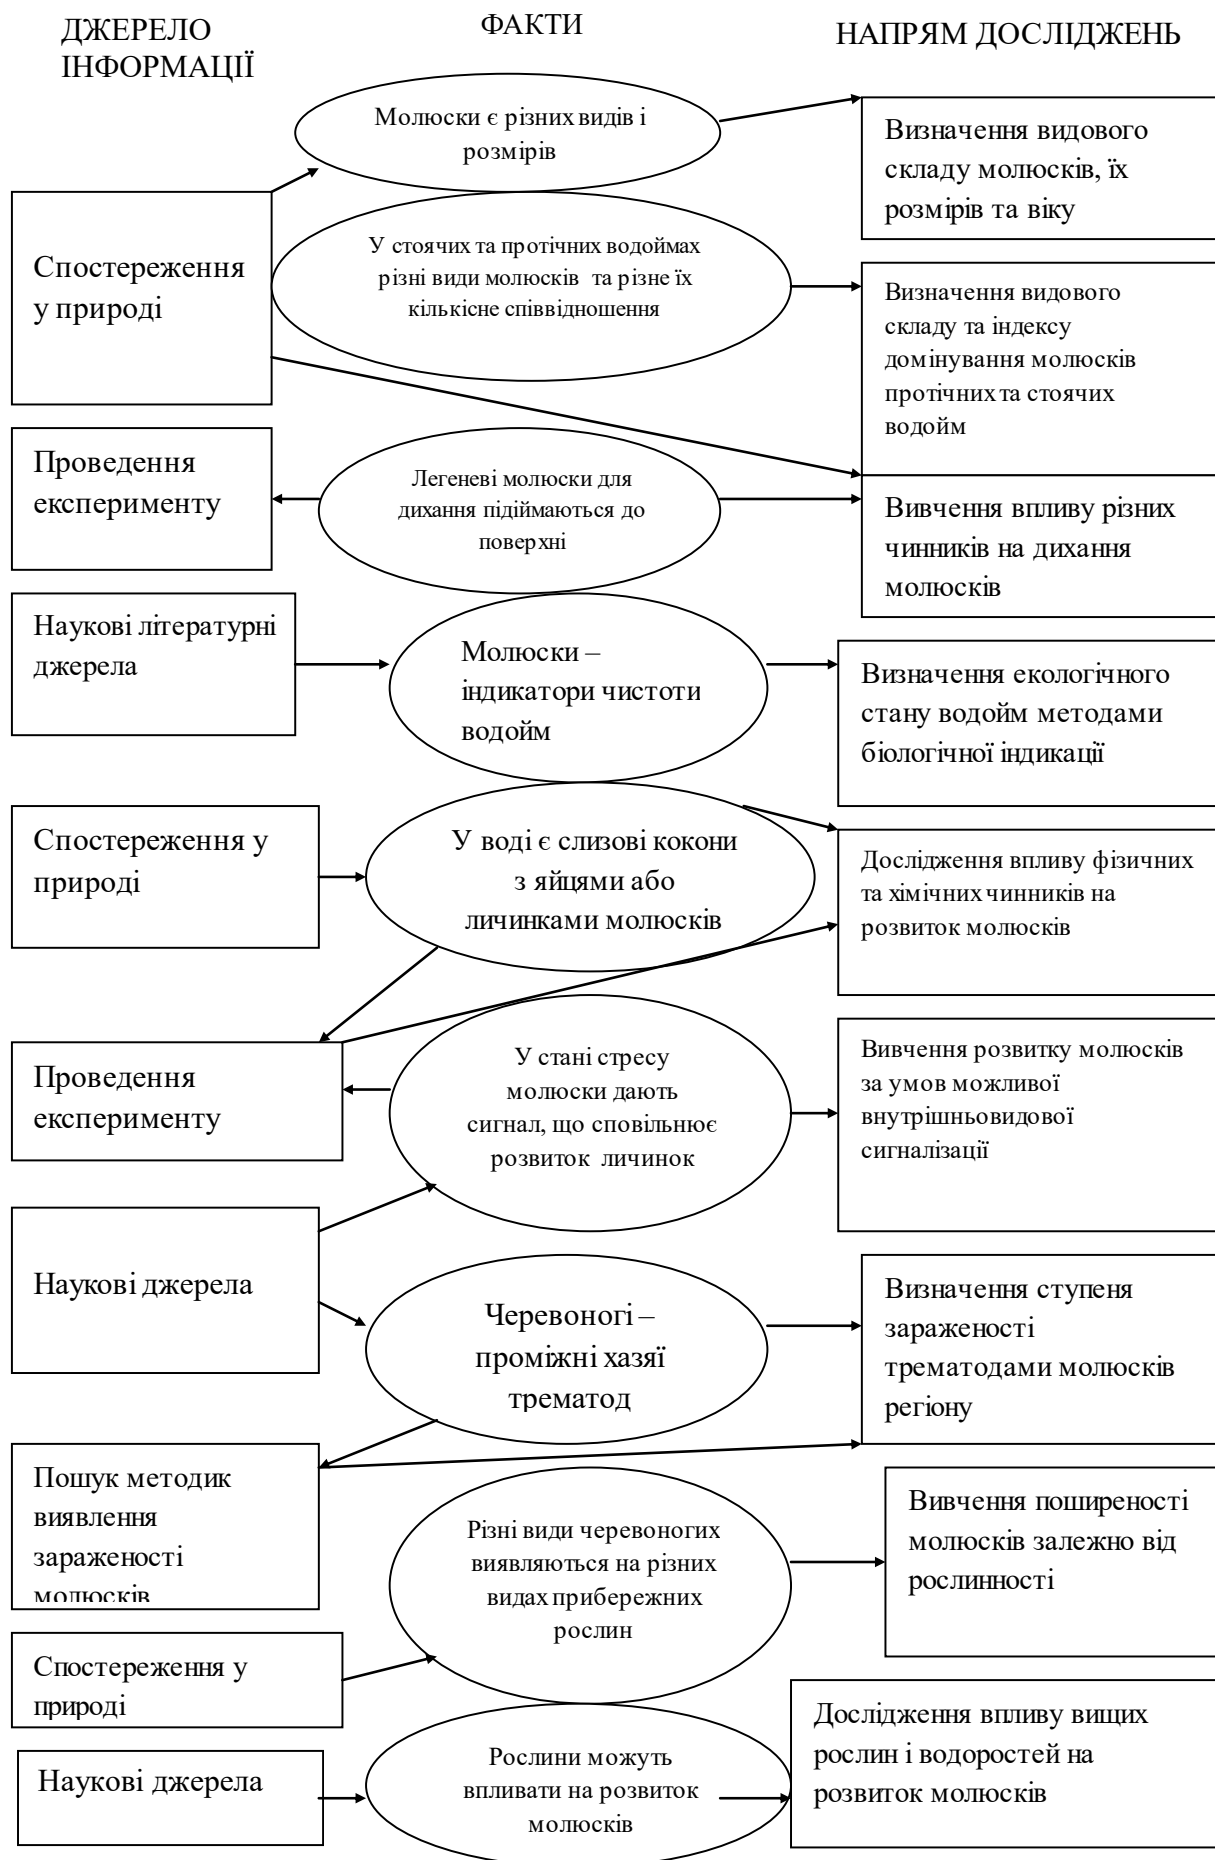 ДЖЕРЕЛО
ІНФОРМАЦІЇ
ФАКТИ
НАПРЯМ ДОСЛІДЖЕНЬ
Молюски є різних видів і
розмірів
Визначення видового
складу молюсків, їх
розмірів та віку
Спостереження
у природі
У стоячих та протічних водоймах
різні види молюсків та різне їх
кількісне співвідношення
Визначення видового
складу та індексу
домінування молюсків
протічних та стоячих
водойм
Проведення
експерименту
Легеневі молюски для
дихання підіймаються до
поверхні
Вивчення впливу різних
чинників на дихання
молюсків
Наукові літературні
джерела
Молюски –
індикатори чистоти
водойм
Визначення екологічного
стану водойм методами
біологічної індикації
Спостереження у
природі
У воді є слизові кокони
з яйцями або
личинками молюсків
Дослідження впливу фізичних
та хімічних чинників на
розвиток молюсків
Проведення
експерименту
У стані стресу
молюски дають
сигнал, що сповільнює
розвиток личинок
Вивчення розвитку молюсків
за умов можливої
внутрішньовидової
сигналізації
Наукові джерела
Черевоногі –
проміжні хазяї
трематод
Визначення ступеня
зараженості
трематодами молюсків
регіону
Пошук методик
виявлення
зараженості
молюсків
Різні види черевоногих
виявляються на різних
видах прибережних
рослин
Вивчення поширеності
молюсків залежно від
рослинності
Спостереження у
природі
Наукові джерела
Рослини можуть
впливати на розвиток
молюсків
Дослідження впливу вищих
рослин і водоростей на
розвиток молюсків